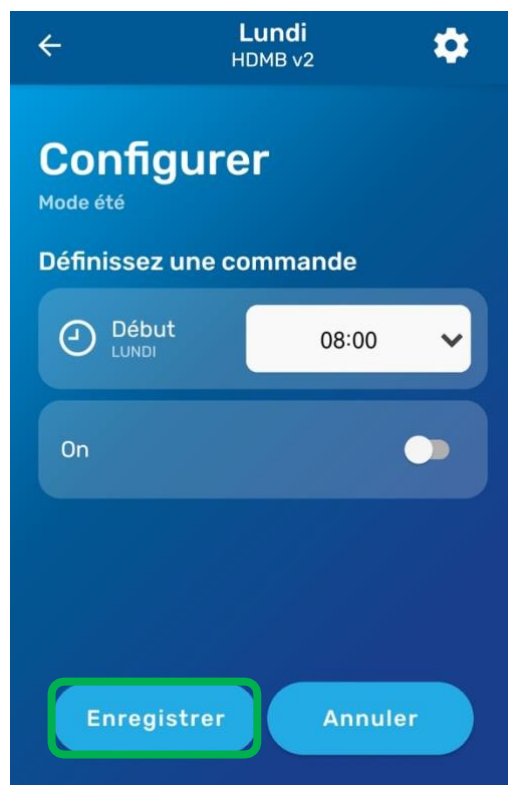 Lundi
HDMB v2
Configurer
Mode été
Définissez une commande
Début
LUNDI
08:00
On
Enregistrer
Annuler